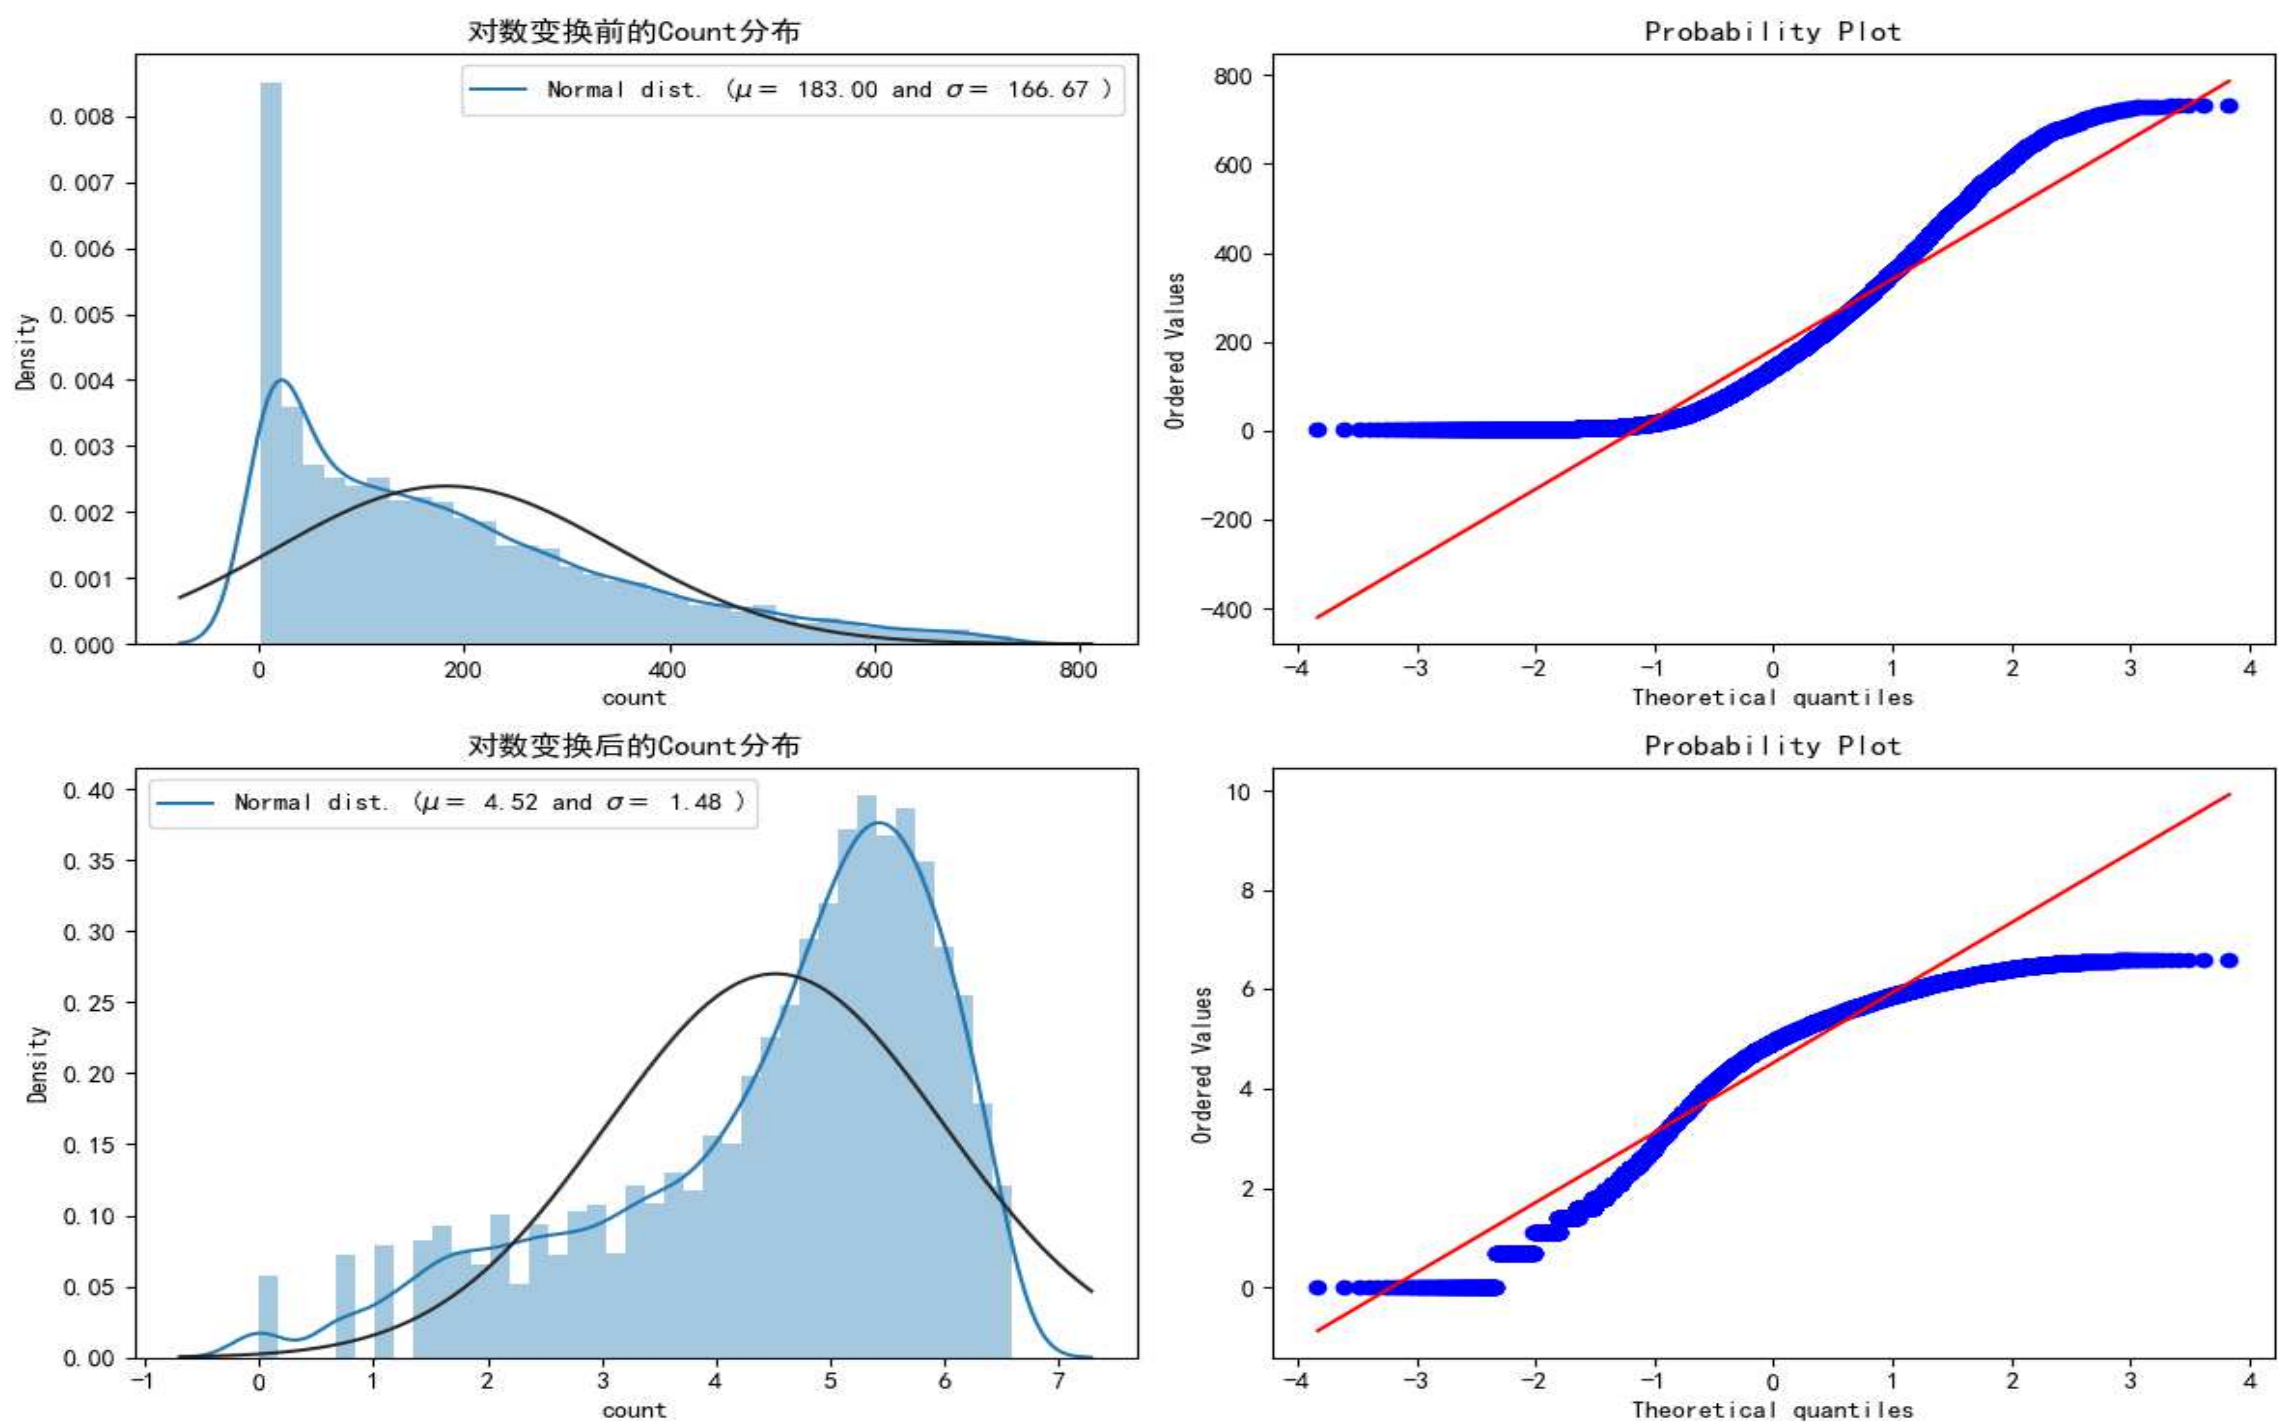 对数变换前的Count分布
Normal dist. (μ= 183.00 and σ= 166.67 )
Density
0.008
0.007
0.006
0.005
0.004
0.003
0.002
0.001
0.000
0 200 400 600 800
count
Probability Plot
Ordered Values
800
600
400
200
0
−200
−400
−4 −3 −2 −1 0 1 2 3 4
Theoretical quantiles
对数变换后的Count分布
Normal dist. (μ= 4.52 and σ= 1.48 )
Density
0.40
0.35
0.30
0.25
0.20
0.15
0.10
0.05
0.00
−1 0 1 2 3 4 5 6 7
count
Probability Plot
Ordered Values
10
8
6
4
2
0
−4 −3 −2 −1 0 1 2 3 4
Theoretical quantiles